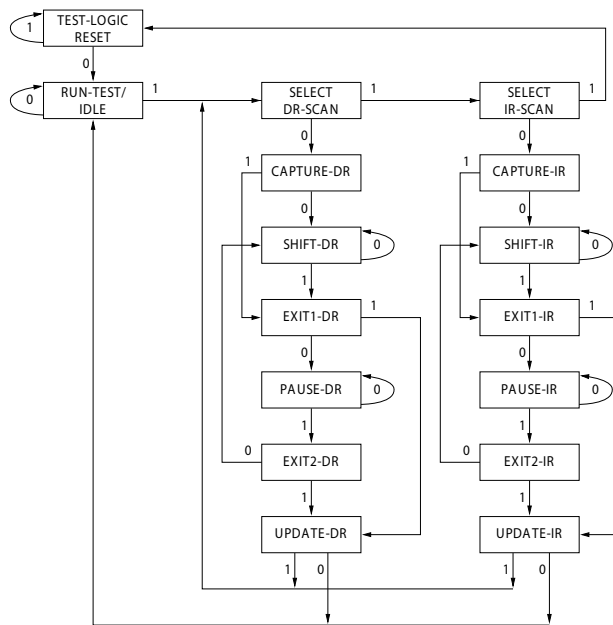 TEST-LOGIC
RESET
1
0
RUN-TEST/
IDLE
0
1
SELECT
DR-SCAN
1
SELECT
IR-SCAN
1
0
0
CAPTURE-DR
1
CAPTURE-IR
1
0
0
SHIFT-DR
0
SHIFT-IR
0
1
1
EXIT1-DR
1
EXIT1-IR
1
0
0
PAUSE-DR
0
PAUSE-IR
0
1
1
0
EXIT2-DR
0
EXIT2-IR
1
1
UPDATE-DR
UPDATE-IR
1
0
1
0